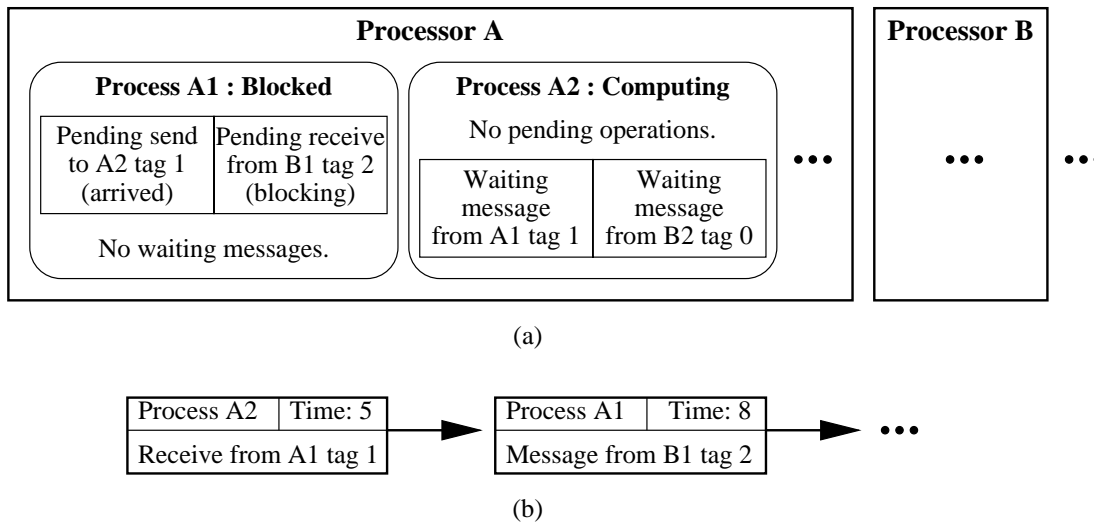 Processor A
Processor B
Process A1 : Blocked
Pending send
to A2 tag 1
(arrived)
Pending receive
from B1 tag 2
(blocking)
No waiting messages.
Process A2 : Computing
No pending operations.
Waiting
message
from A1 tag 1
Waiting
message
from B2 tag 0
•••
•••
•••
(a)
Process A2
Time: 5
Receive from A1 tag 1
Process A1
Time: 8
Message from B1 tag 2
•••
(b)